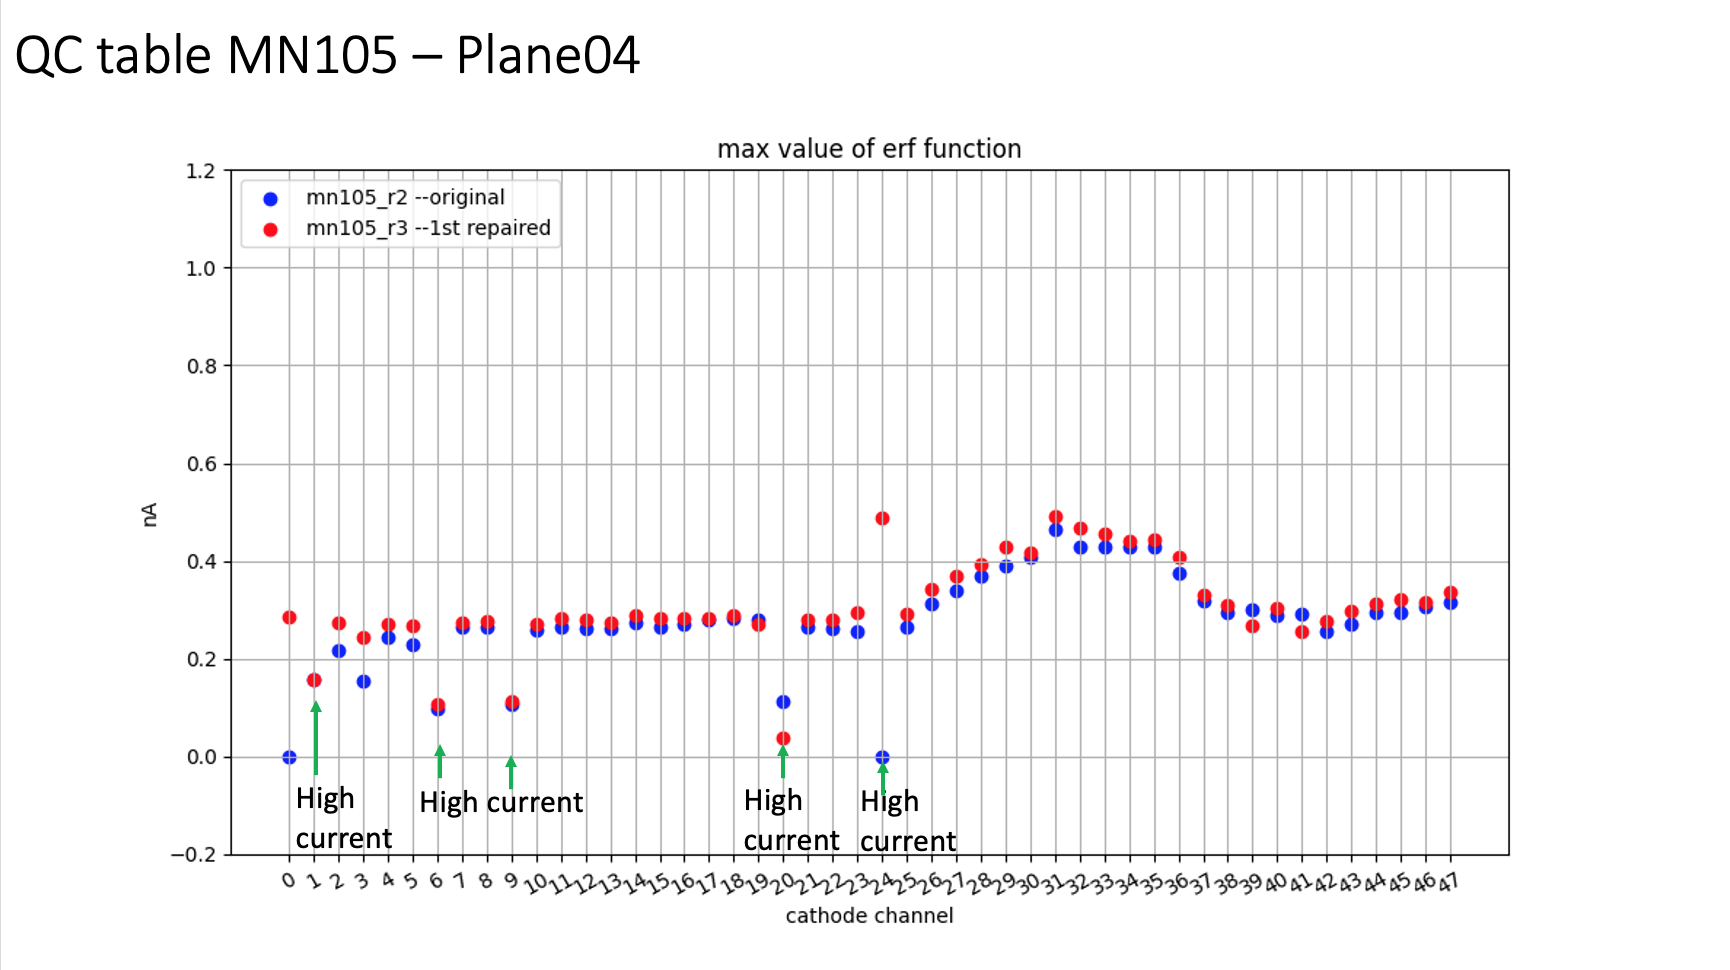 QC table MN105 – Plane04
max value of erf function
mn105_r2 --original
mn105_r3 --1st repaired
1.2
1.0
0.8
0.6
0.4
0.2
0.0
−0.2
nA
High
current
High current
High
current
High
current
0 1 2 3 4 5 6 7 8 9 10 11 12 13 14 15 16 17 18 19 20 21 22 23 24 25 26 27 28 29 30 31 32 33 34 35 36 37 38 39 40 41 42 43 44 45 46 47
cathode channel